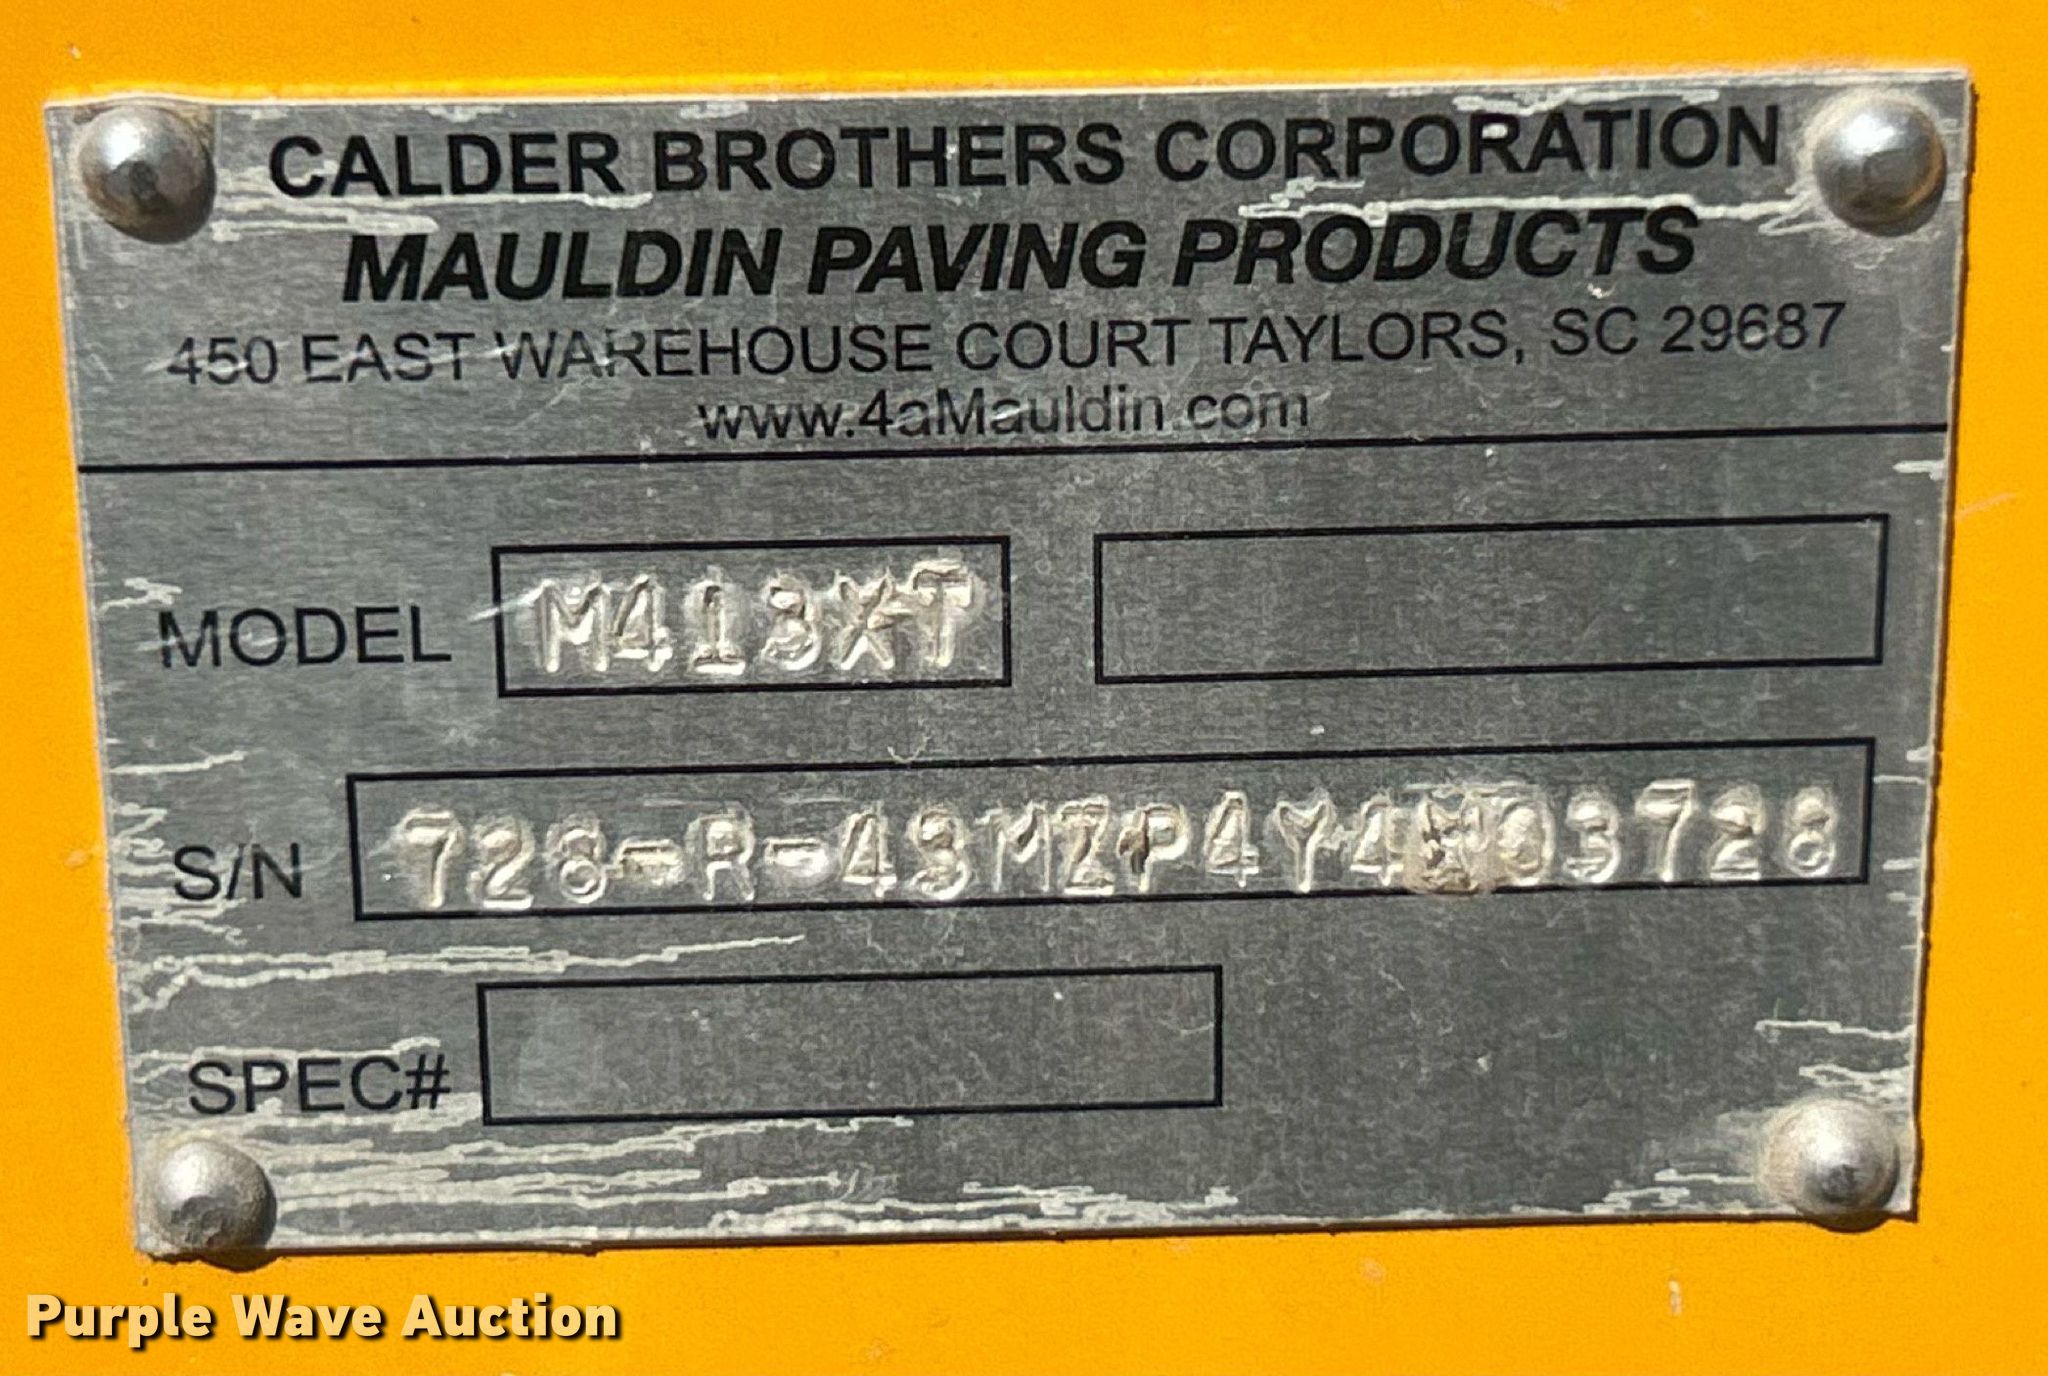 CALDER BROTHERS CORPORATION
MAULDIN PAVING PRODUCTS
450 EAST WAREHOUSE COURT TAYLORS, SC 29687
www.4aMauldin.com
MODEL M413XT
S/N
SPEC#
Purple Wave Auction